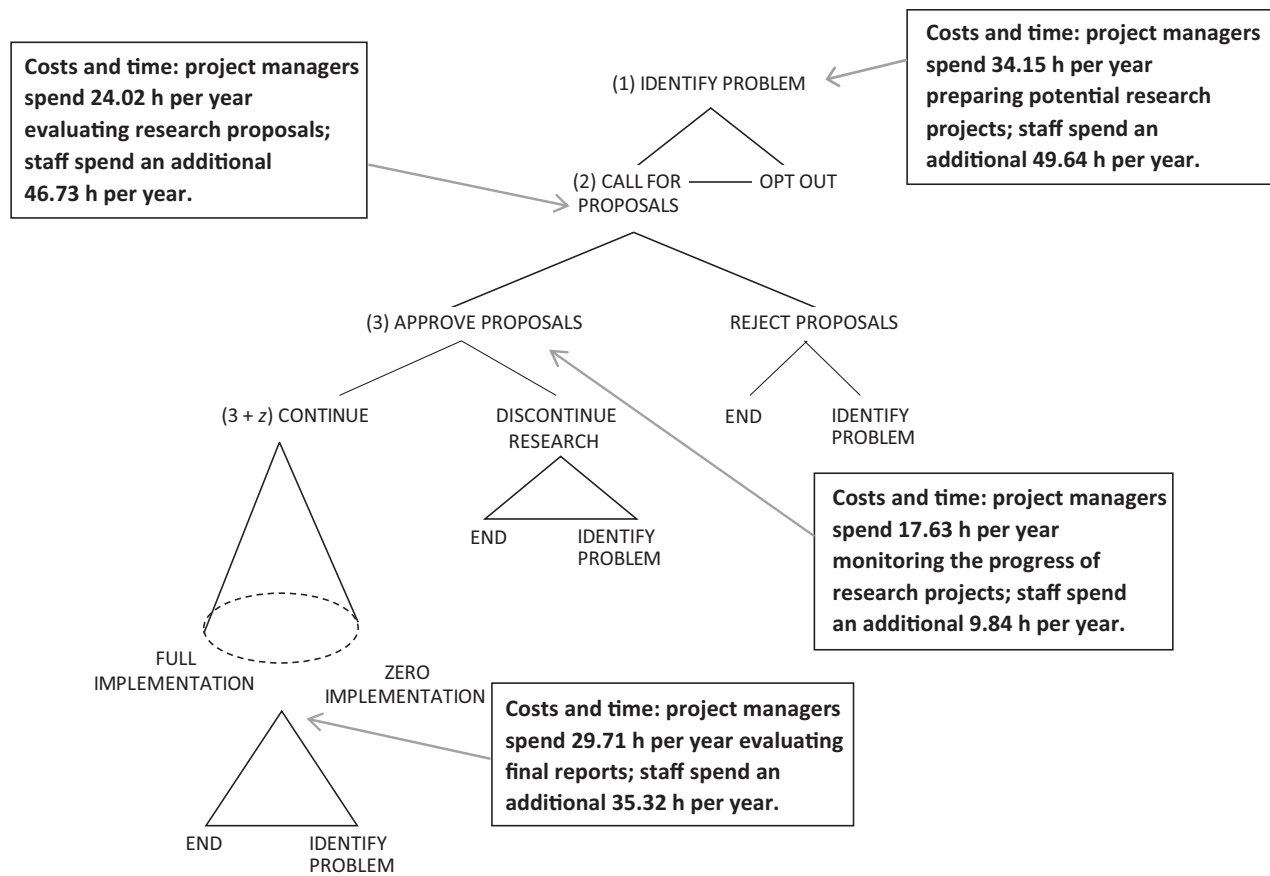 Costs and time: project managers
spend 24.02 h per year
evaluating research proposals;
staff spend an additional
46.73 h per year.
Costs and time: project managers
spend 34.15 h per year
preparing potential research
projects; staff spend an
additional 49.64 h per year.
(1) IDENTIFY PROBLEM
(2) CALL FOR
PROPOSALS
OPT OUT
(3) APPROVE PROPOSALS
REJECT PROPOSALS
(3 + z) CONTINUE
DISCONTINUE
RESEARCH
END
IDENTIFY
PROBLEM
END
IDENTIFY
PROBLEM
Costs and time: project managers
spend 17.63 h per year
monitoring the progress of
research projects; staff spend
an additional 9.84 h per year.
FULL
IMPLEMENTATION
ZERO
IMPLEMENTATION
Costs and time: project managers
spend 29.71 h per year evaluating
final reports; staff spend an
additional 35.32 h per year.
END
IDENTIFY
PROBLEM